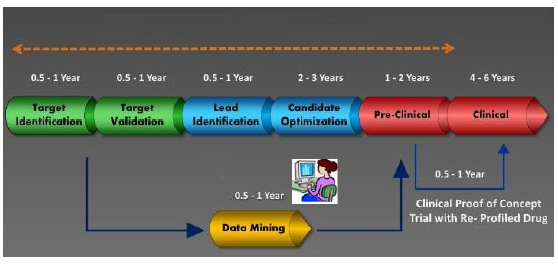 0.5 - 1 Year
0.5 - 1 Year
0.5 - 1 Year
2 - 3 Years
1 - 2 Years
4 - 6 Years
Target
Identification
Target
Validation
Lead
Identification
Candidate
Optimization
Pre-Clinical
Clinical
0.5 - 1 Year
Data Mining
0.5 - 1 Year
Clinical Proof of Concept
Trial with Re- Profiled Drug